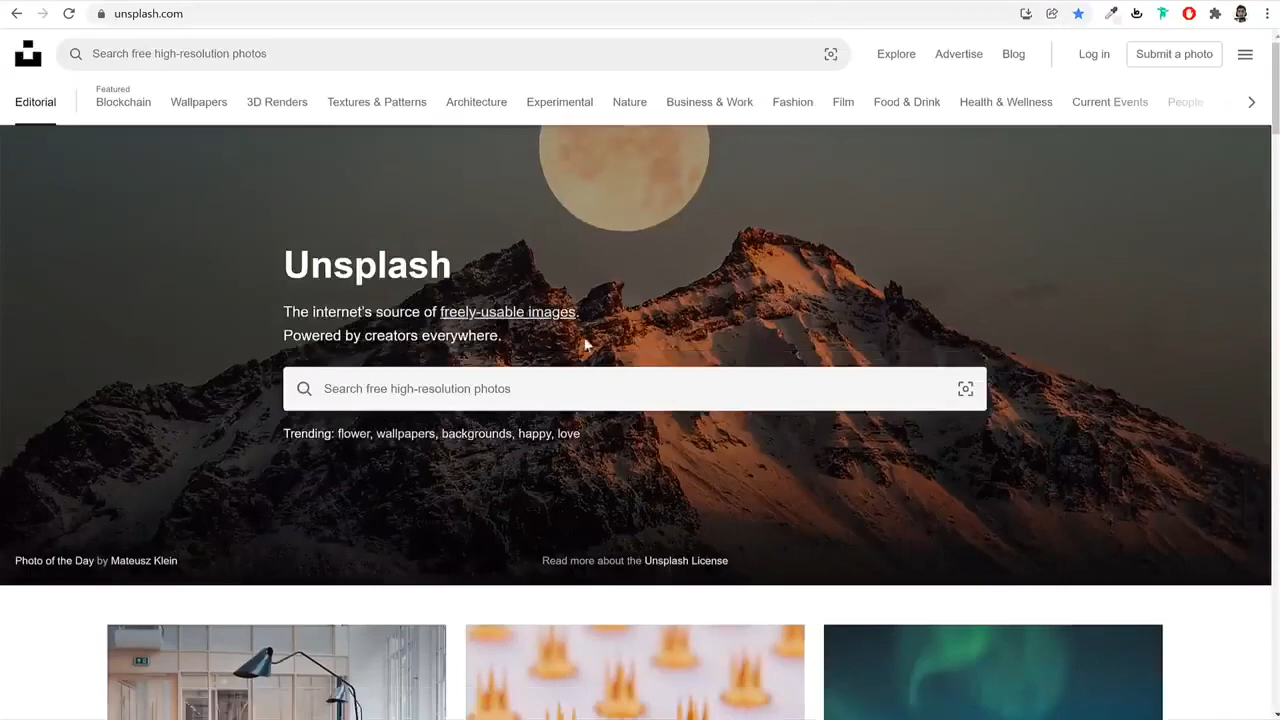 unsplash.com
Search free high-resolution photos
Explore
Advertise
Blog
Log in
Submit a photo
Editorial
Featured
Blockchain
Wallpapers
3D Renders
Textures & Patterns
Architecture
Experimental
Nature
Business & Work
Fashion
Film
Food & Drink
Health & Wellness
Current Events
People
Unsplash
The internet's source of freely-usable images.
Powered by creators everywhere.
Search free high-resolution photos
Trending: flower, wallpapers, backgrounds, happy, love
Photo of the Day by Mateusz Klein
Read more about the Unsplash License